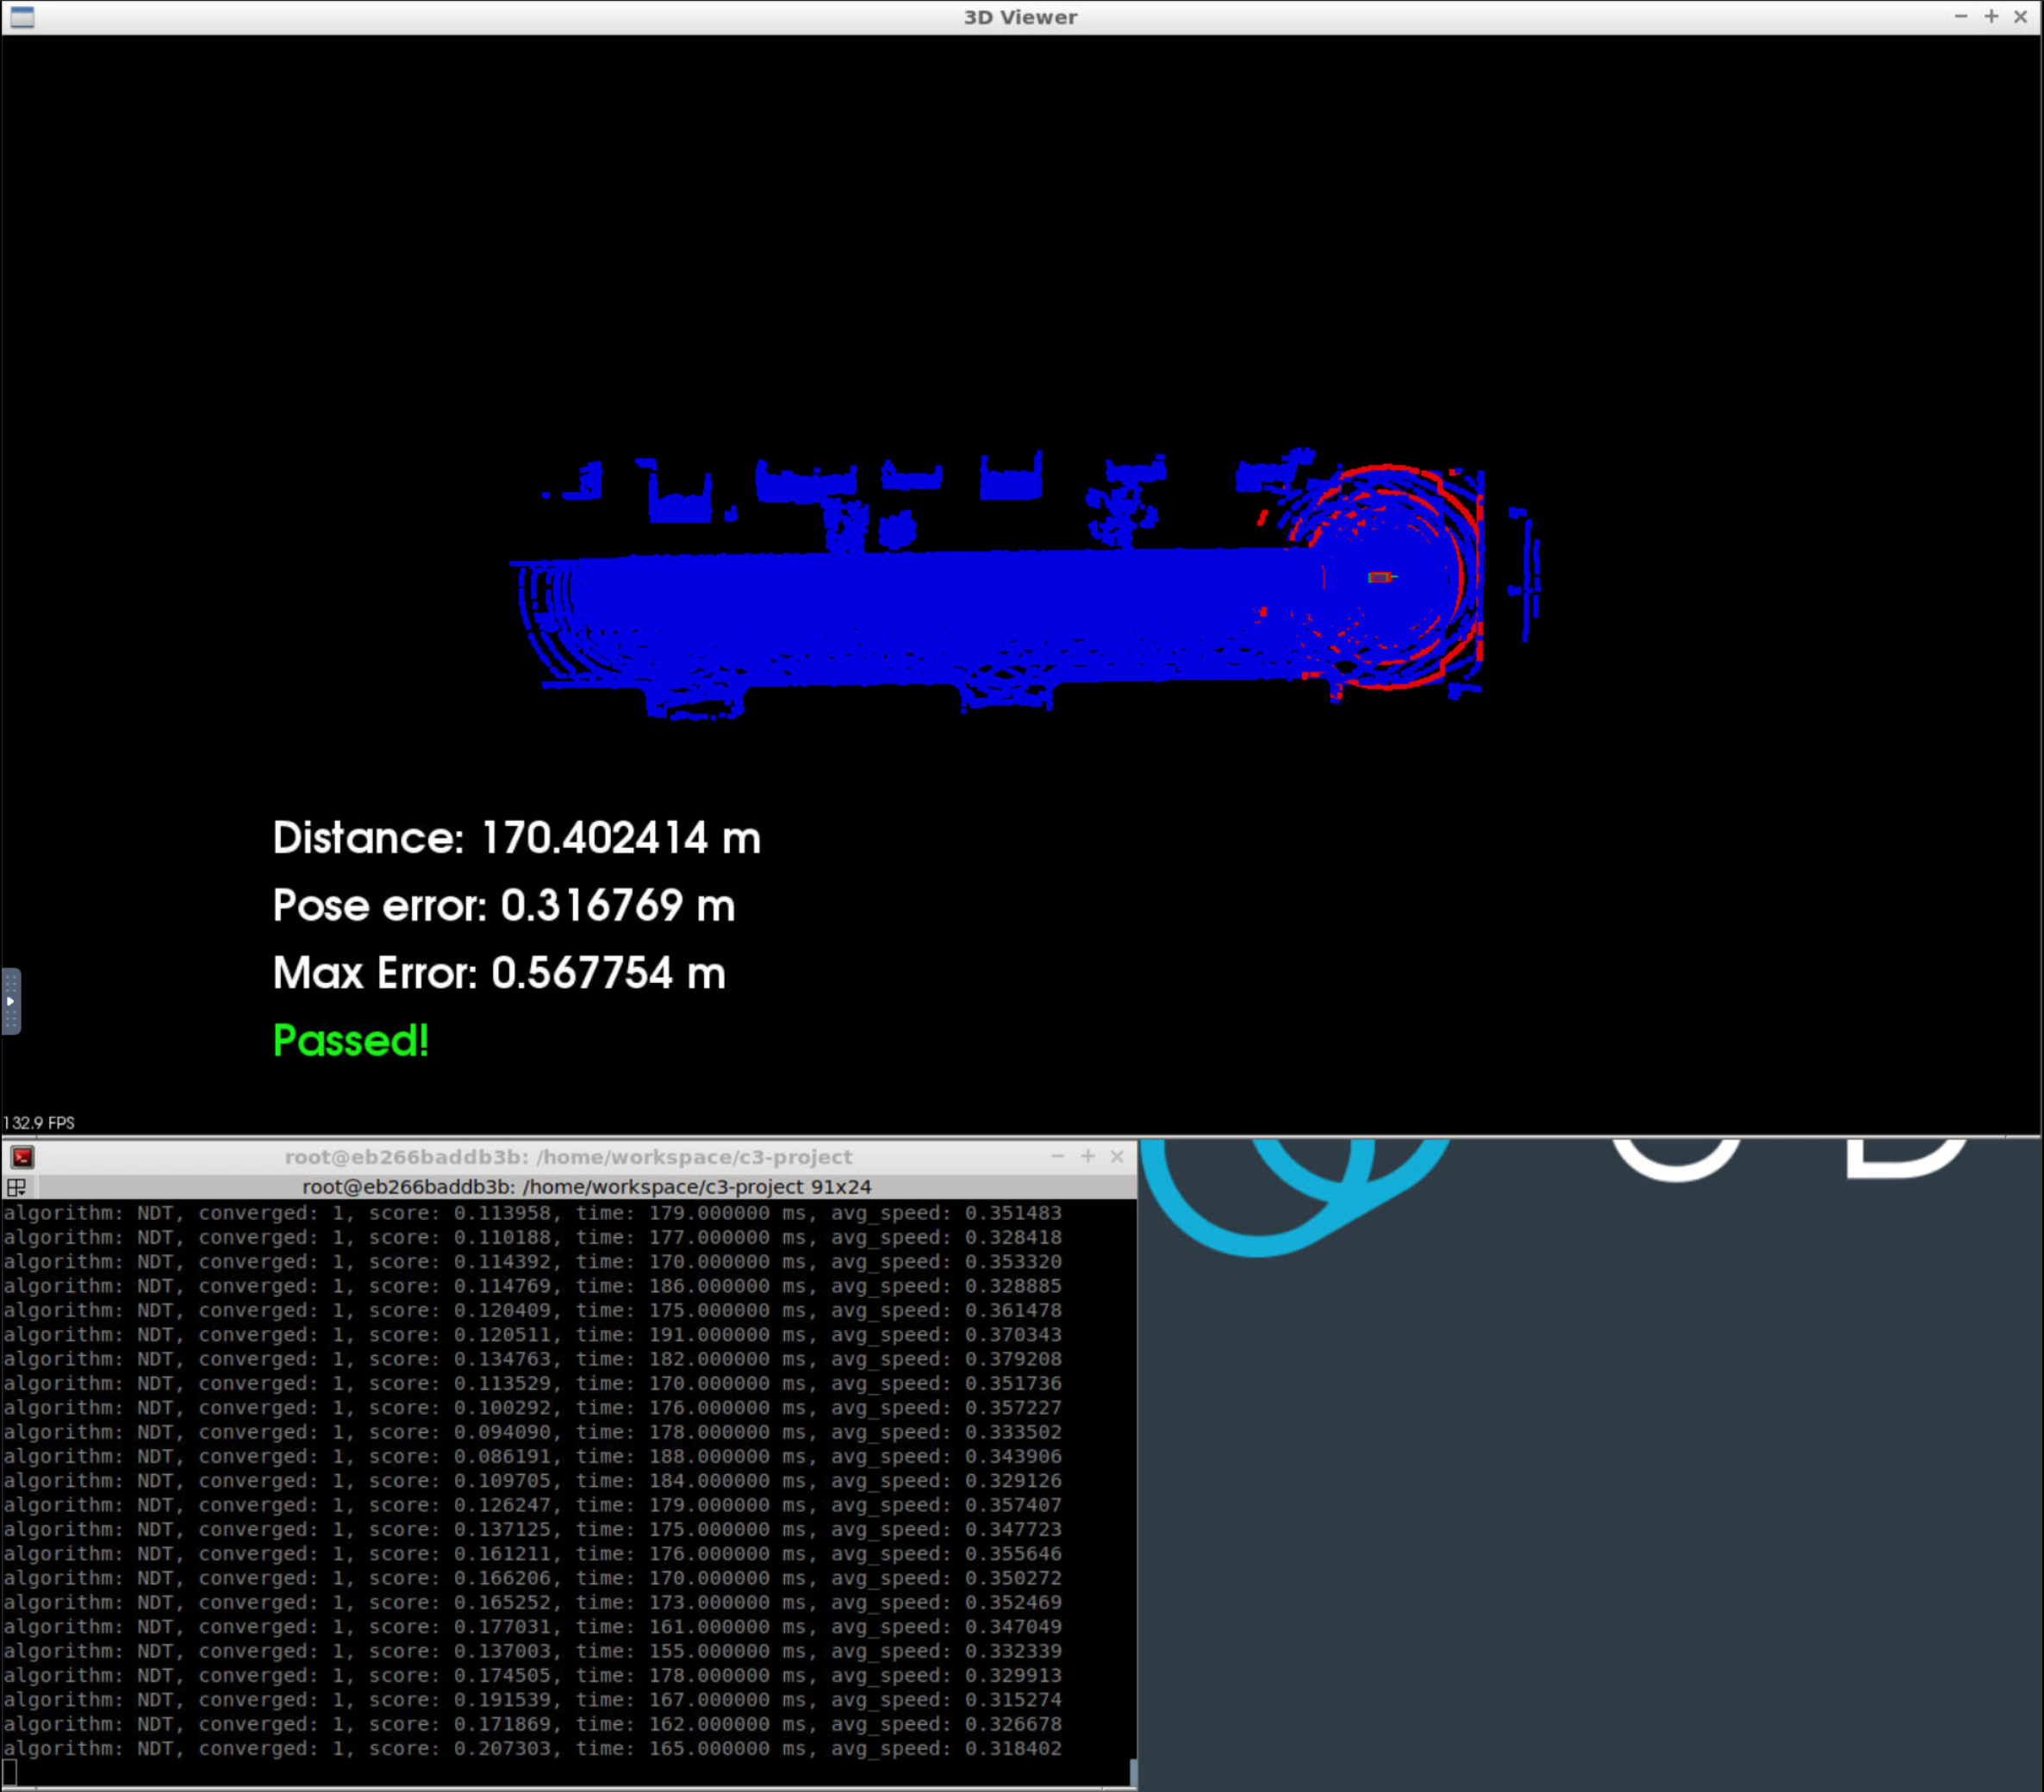 3D Viewer
Distance: 170.402414 m
Pose error: 0.316769 m
Max Error: 0.567754 m
Passed!
132.9 FPS
root@eb266baddb3b: /home/workspace/c3-project
root@eb266baddb3b: /home/workspace/c3-project 91x24
algorithm: NDT, converged: 1, score: 0.113958, time: 179.000000 ms, avg_speed: 0.351483
algorithm: NDT, converged: 1, score: 0.110188, time: 177.000000 ms, avg_speed: 0.328418
algorithm: NDT, converged: 1, score: 0.114392, time: 170.000000 ms, avg_speed: 0.353320
algorithm: NDT, converged: 1, score: 0.114769, time: 186.000000 ms, avg_speed: 0.328885
algorithm: NDT, converged: 1, score: 0.120409, time: 175.000000 ms, avg_speed: 0.361478
algorithm: NDT, converged: 1, score: 0.120511, time: 191.000000 ms, avg_speed: 0.370343
algorithm: NDT, converged: 1, score: 0.134763, time: 182.000000 ms, avg_speed: 0.379208
algorithm: NDT, converged: 1, score: 0.113529, time: 170.000000 ms, avg_speed: 0.351736
algorithm: NDT, converged: 1, score: 0.100292, time: 176.000000 ms, avg_speed: 0.357227
algorithm: NDT, converged: 1, score: 0.094090, time: 178.000000 ms, avg_speed: 0.333502
algorithm: NDT, converged: 1, score: 0.086191, time: 188.000000 ms, avg_speed: 0.343906
algorithm: NDT, converged: 1, score: 0.109705, time: 184.000000 ms, avg_speed: 0.329126
algorithm: NDT, converged: 1, score: 0.126247, time: 179.000000 ms, avg_speed: 0.357407
algorithm: NDT, converged: 1, score: 0.137125, time: 175.000000 ms, avg_speed: 0.347723
algorithm: NDT, converged: 1, score: 0.161211, time: 176.000000 ms, avg_speed: 0.355646
algorithm: NDT, converged: 1, score: 0.166206, time: 170.000000 ms, avg_speed: 0.350272
algorithm: NDT, converged: 1, score: 0.165252, time: 173.000000 ms, avg_speed: 0.352469
algorithm: NDT, converged: 1, score: 0.177031, time: 161.000000 ms, avg_speed: 0.347049
algorithm: NDT, converged: 1, score: 0.137003, time: 155.000000 ms, avg_speed: 0.332339
algorithm: NDT, converged: 1, score: 0.174505, time: 178.000000 ms, avg_speed: 0.329913
algorithm: NDT, converged: 1, score: 0.191539, time: 167.000000 ms, avg_speed: 0.315274
algorithm: NDT, converged: 1, score: 0.171869, time: 162.000000 ms, avg_speed: 0.326678
algorithm: NDT, converged: 1, score: 0.207303, time: 165.000000 ms, avg_speed: 0.318402